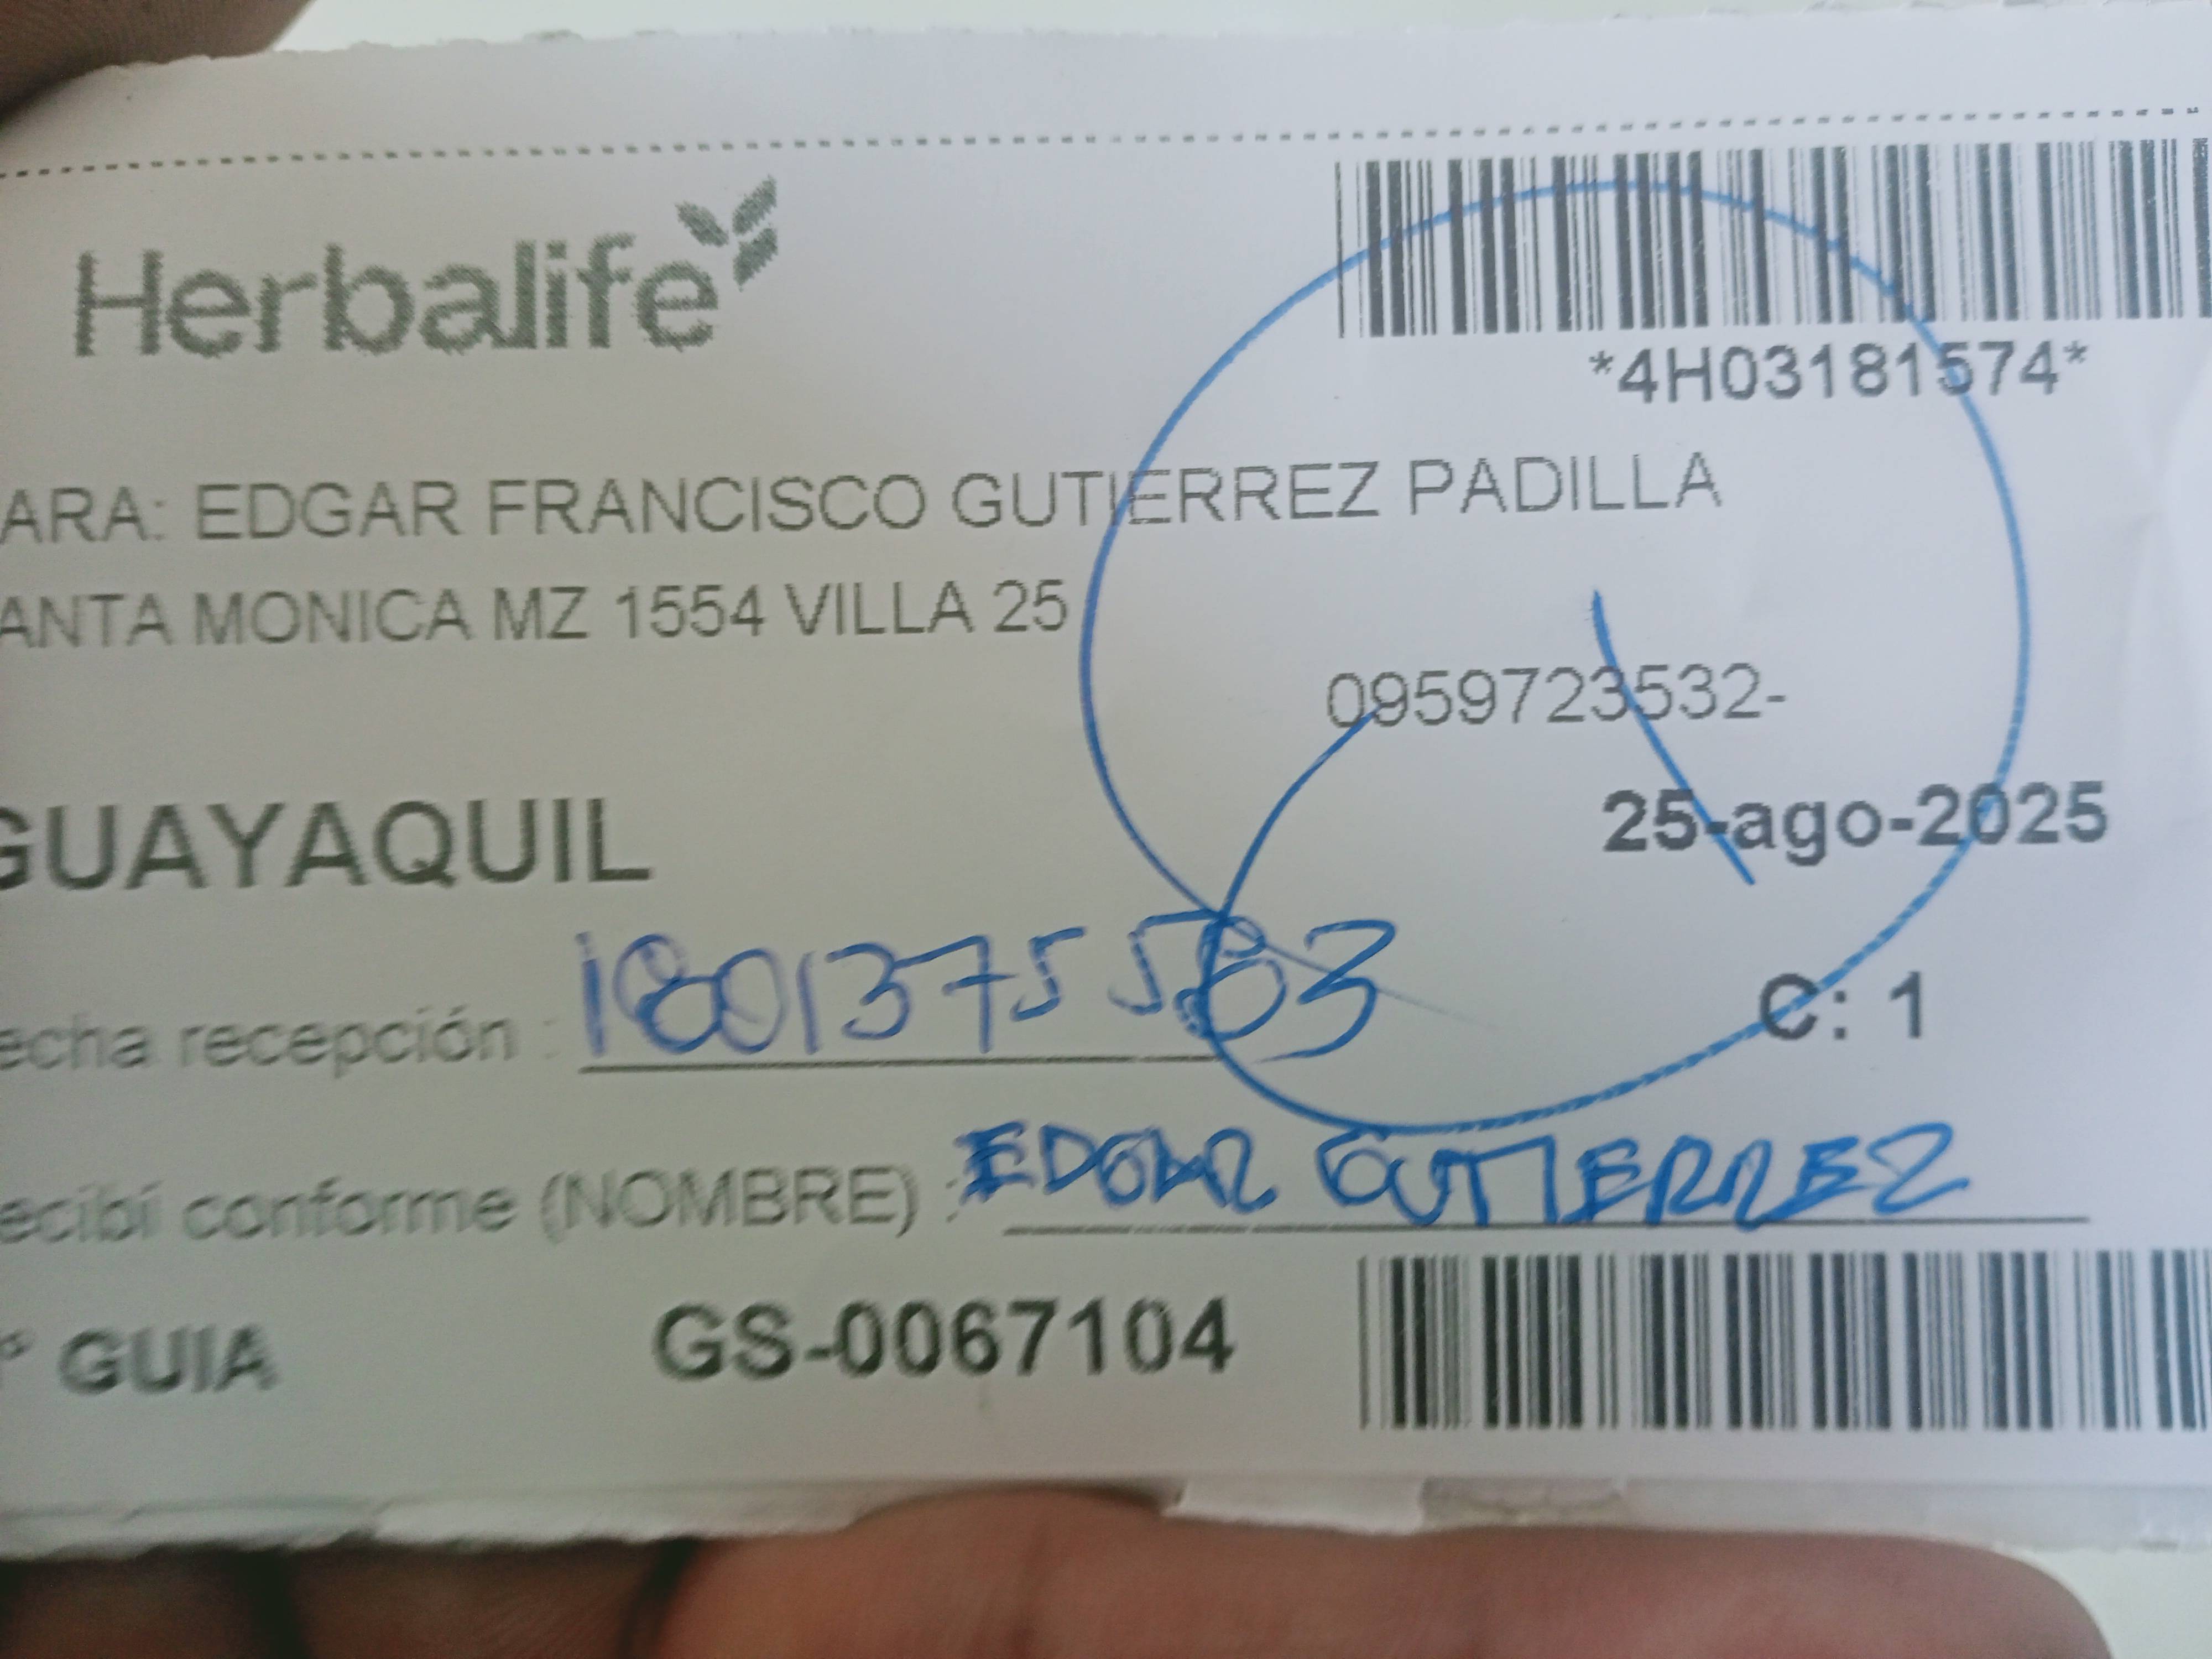 Herbalife
*4H03181574*
ARA: EDGAR FRANCISCO GUTIERREZ PADILLA
ANTA MONICA MZ 1554 VILLA 25
0959723532-
GUAYAQUIL
25-ago-2025
C: 1
echa recepción :
ecibí conforme (NOMBRE) : EDGAR GUTIERREZ
GUIA GS-0067104